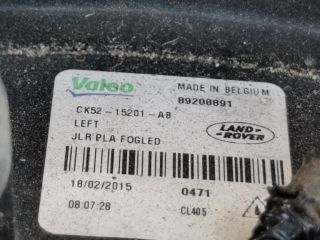 Valeo
MADE IN BELGIUM
89208891
CK52-15201-AB
LEFT
JLR PLA FOGLED
LAND-
ROVER
18/02/2015
0471
08:07:28
CL405